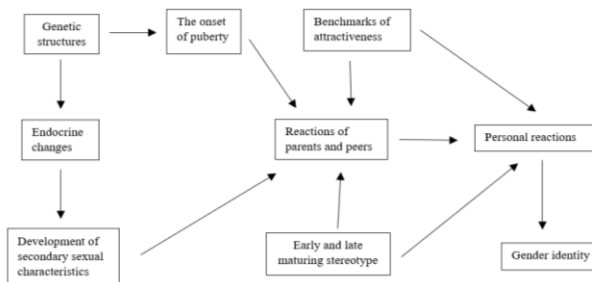 Genetic
structures
The onset
of puberty
Benchmarks of
attractiveness
Endocrine
changes
Reactions of
parents and peers
Personal reactions
Development of
secondary sexual
characteristics
Early and late
maturing stereotype
Gender identity